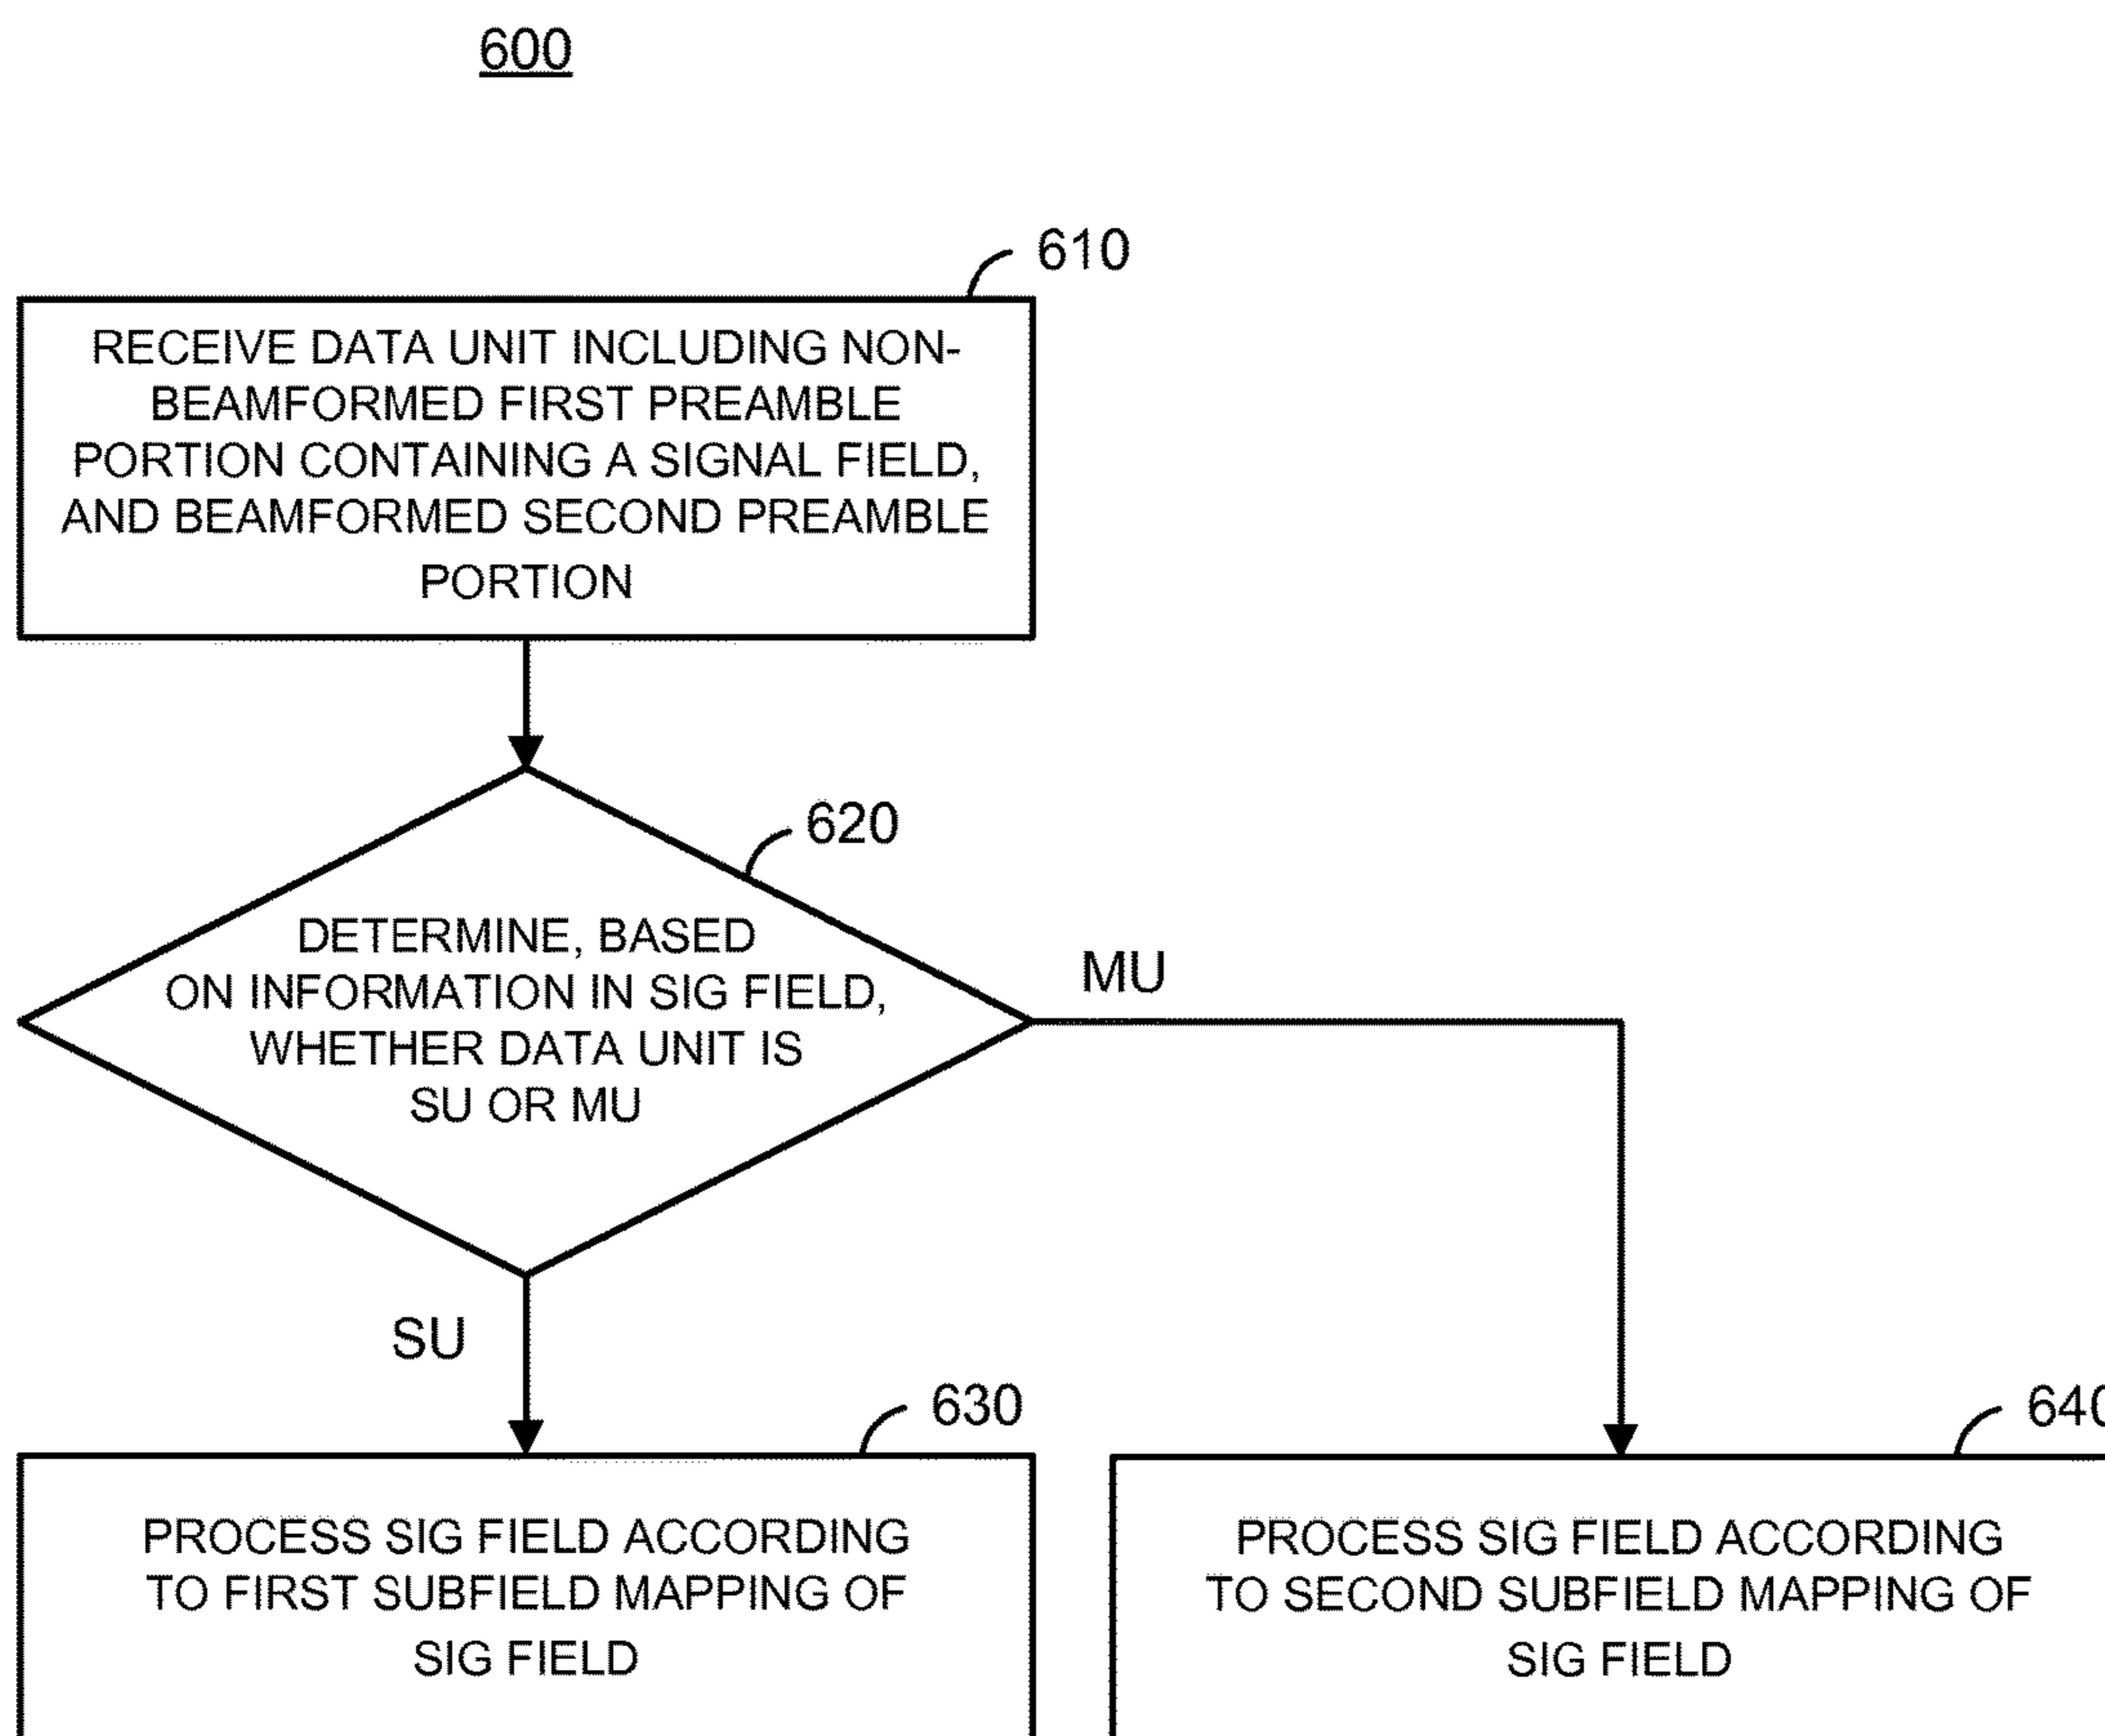 600
610
RECEIVE DATA UNIT INCLUDING NON-
BEAMFORMED FIRST PREAMBLE
PORTION CONTAINING A SIGNAL FIELD,
AND BEAMFORMED SECOND PREAMBLE
PORTION
620
DETERMINE, BASED
ON INFORMATION IN SIG FIELD,
WHETHER DATA UNIT IS
SU OR MU
MU
SU
630
PROCESS SIG FIELD ACCORDING
TO FIRST SUBFIELD MAPPING OF
SIG FIELD
640
PROCESS SIG FIELD ACCORDING
TO SECOND SUBFIELD MAPPING OF
SIG FIELD